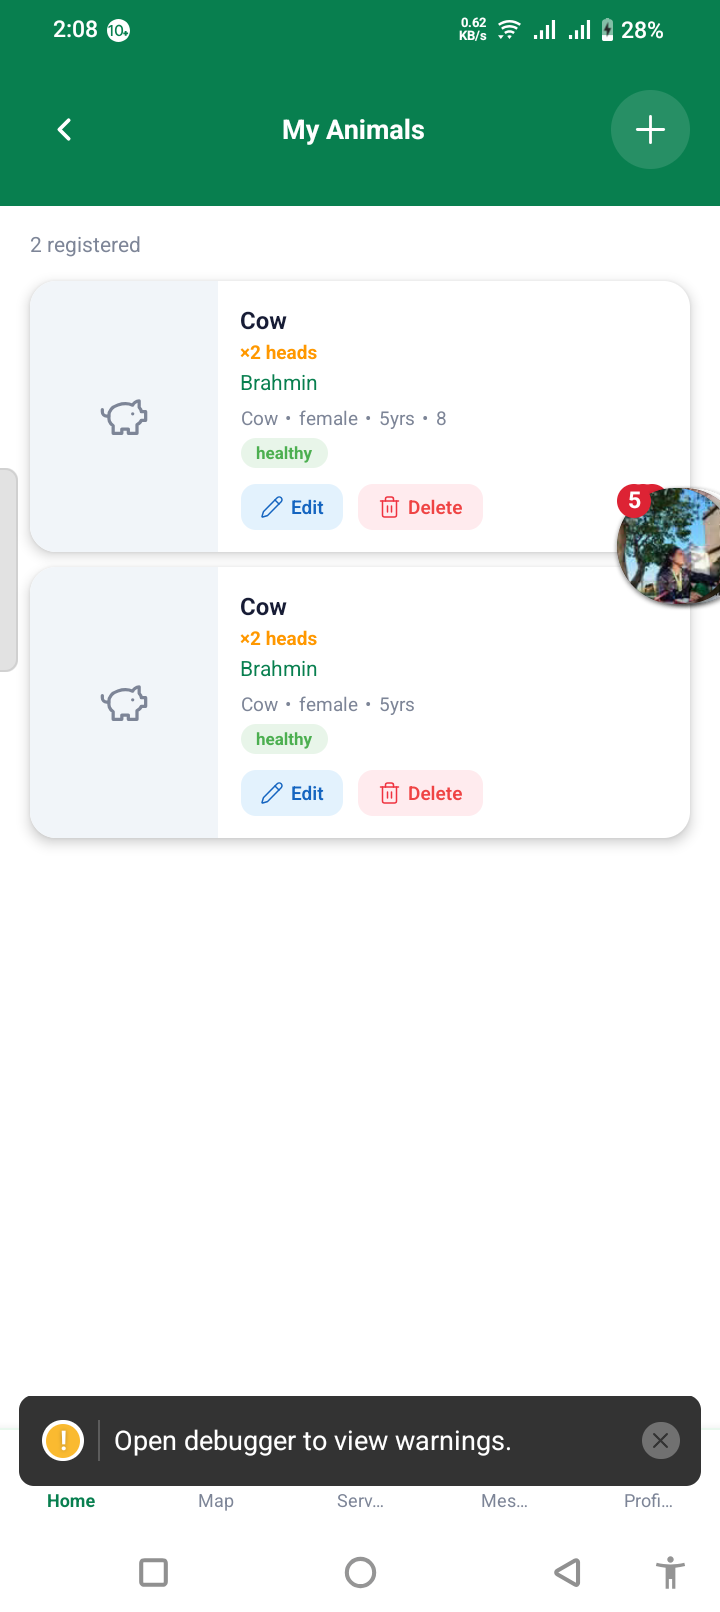 2:08 10.
0.62
KB/s
28%
My Animals
2 registered
Cow
×2 heads
Brahmin
Cow • female • 5yrs • 8
healthy
Edit Delete
5
Cow
×2 heads
Brahmin
Cow • female • 5yrs
healthy
Edit Delete
! Open debugger to view warnings.
Home Map Serv... Mes... Profi...